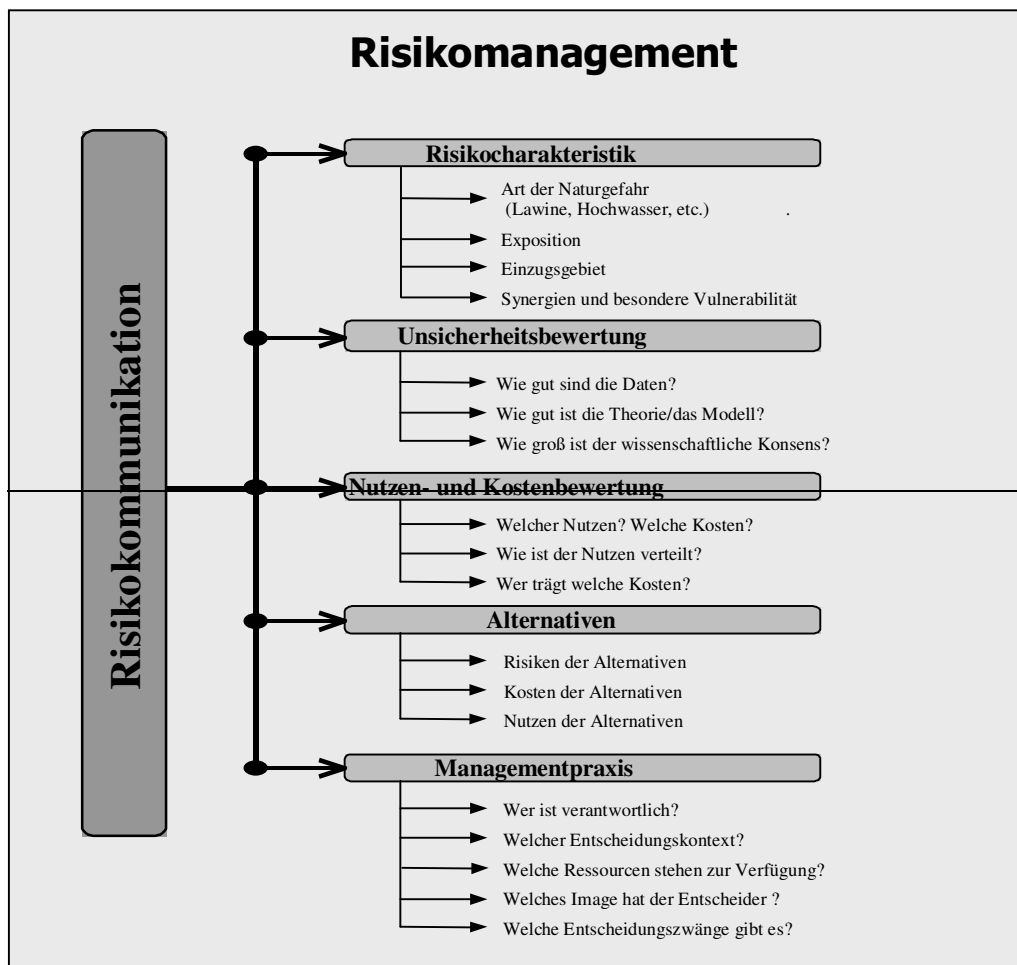 Risikomanagement
Risikokommunikation
Risikocharakteristik
Art der Naturgefahr
(Lawine, Hochwasser, etc.) .
Exposition
Einzugsgebiet
Synergien und besondere Vulnerabilität
Unsicherheitsbewertung
Wie gut sind die Daten?
Wie gut ist die Theorie/das Modell?
Wie groß ist der wissenschaftliche Konsens?
Nutzen- und Kostenbewertung
Welcher Nutzen? Welche Kosten?
Wie ist der Nutzen verteilt?
Wer trägt welche Kosten?
Alternativen
Risiken der Alternativen
Kosten der Alternativen
Nutzen der Alternativen
Managementpraxis
Wer ist verantwortlich?
Welcher Entscheidungskontext?
Welche Ressourcen stehen zur Verfügung?
Welches Image hat der Entscheider ?
Welche Entscheidungszwänge gibt es?